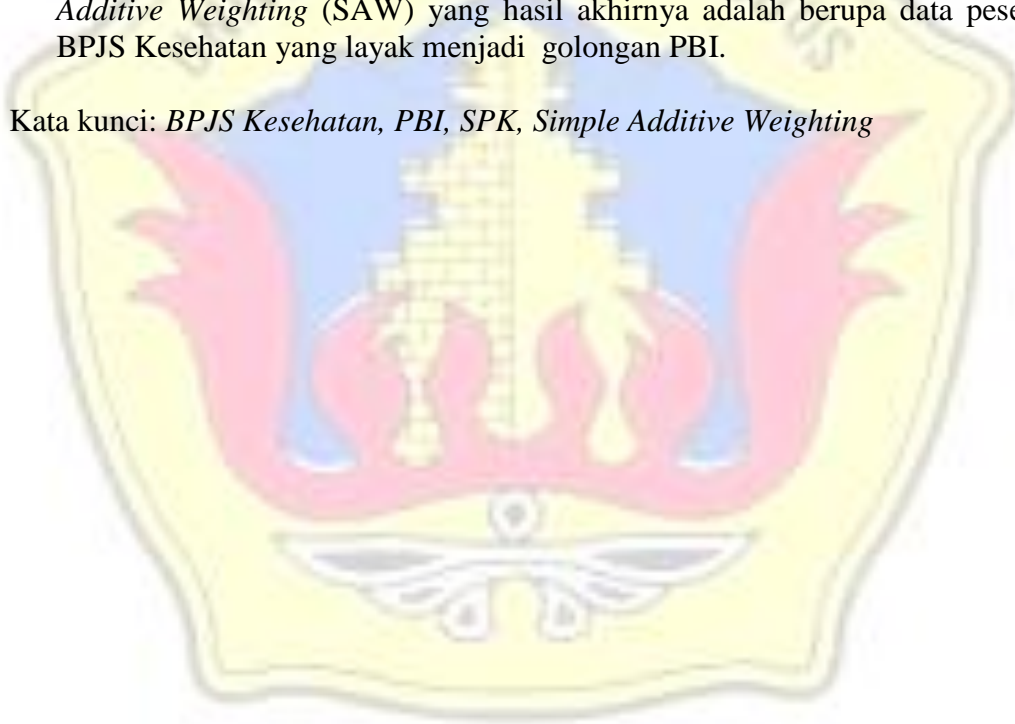 Additive Weighting (SAW) yang hasil akhirnya adalah berupa data pese
BPJS Kesehatan yang layak menjadi golongan PBI.
Kata kunci: BPJS Kesehatan, PBI, SPK, Simple Additive Weighting